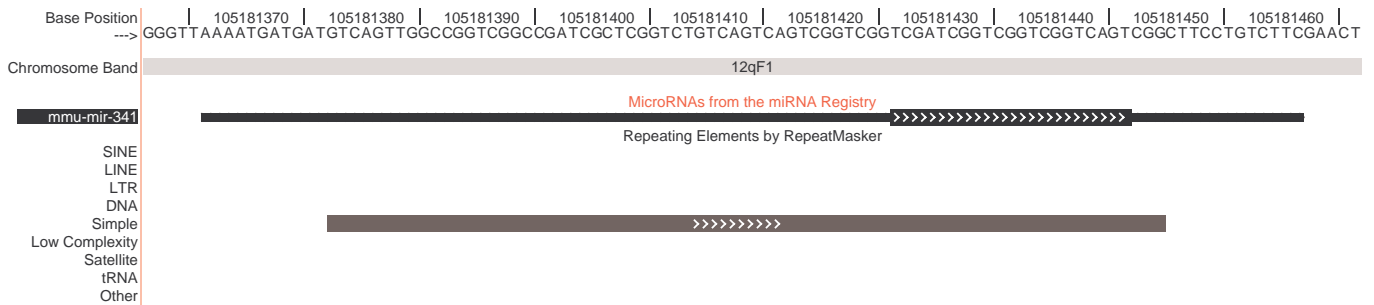 Base Position | 105181370 | 105181380 | 105181390 | 105181400 | 105181410 | 105181420 | 105181430 | 105181440 | 105181450 | 105181460 |
---> GGGTTAAAATGATGATGTCAGTTGGCCGGTCGGCCGATCGCTCGGTCTGTCAGTCAGTCGGTCGGTCGATCGGTCGGTCGGTCAGTCGGCTTCCTGTCTTCGAACT
Chromosome Band 12qF1
MicroRNAs from the miRNA Registry
mmu-mir-341
Repeating Elements by RepeatMasker
SINE
LINE
LTR
DNA
Simple
Low Complexity
Satellite
tRNA
Other